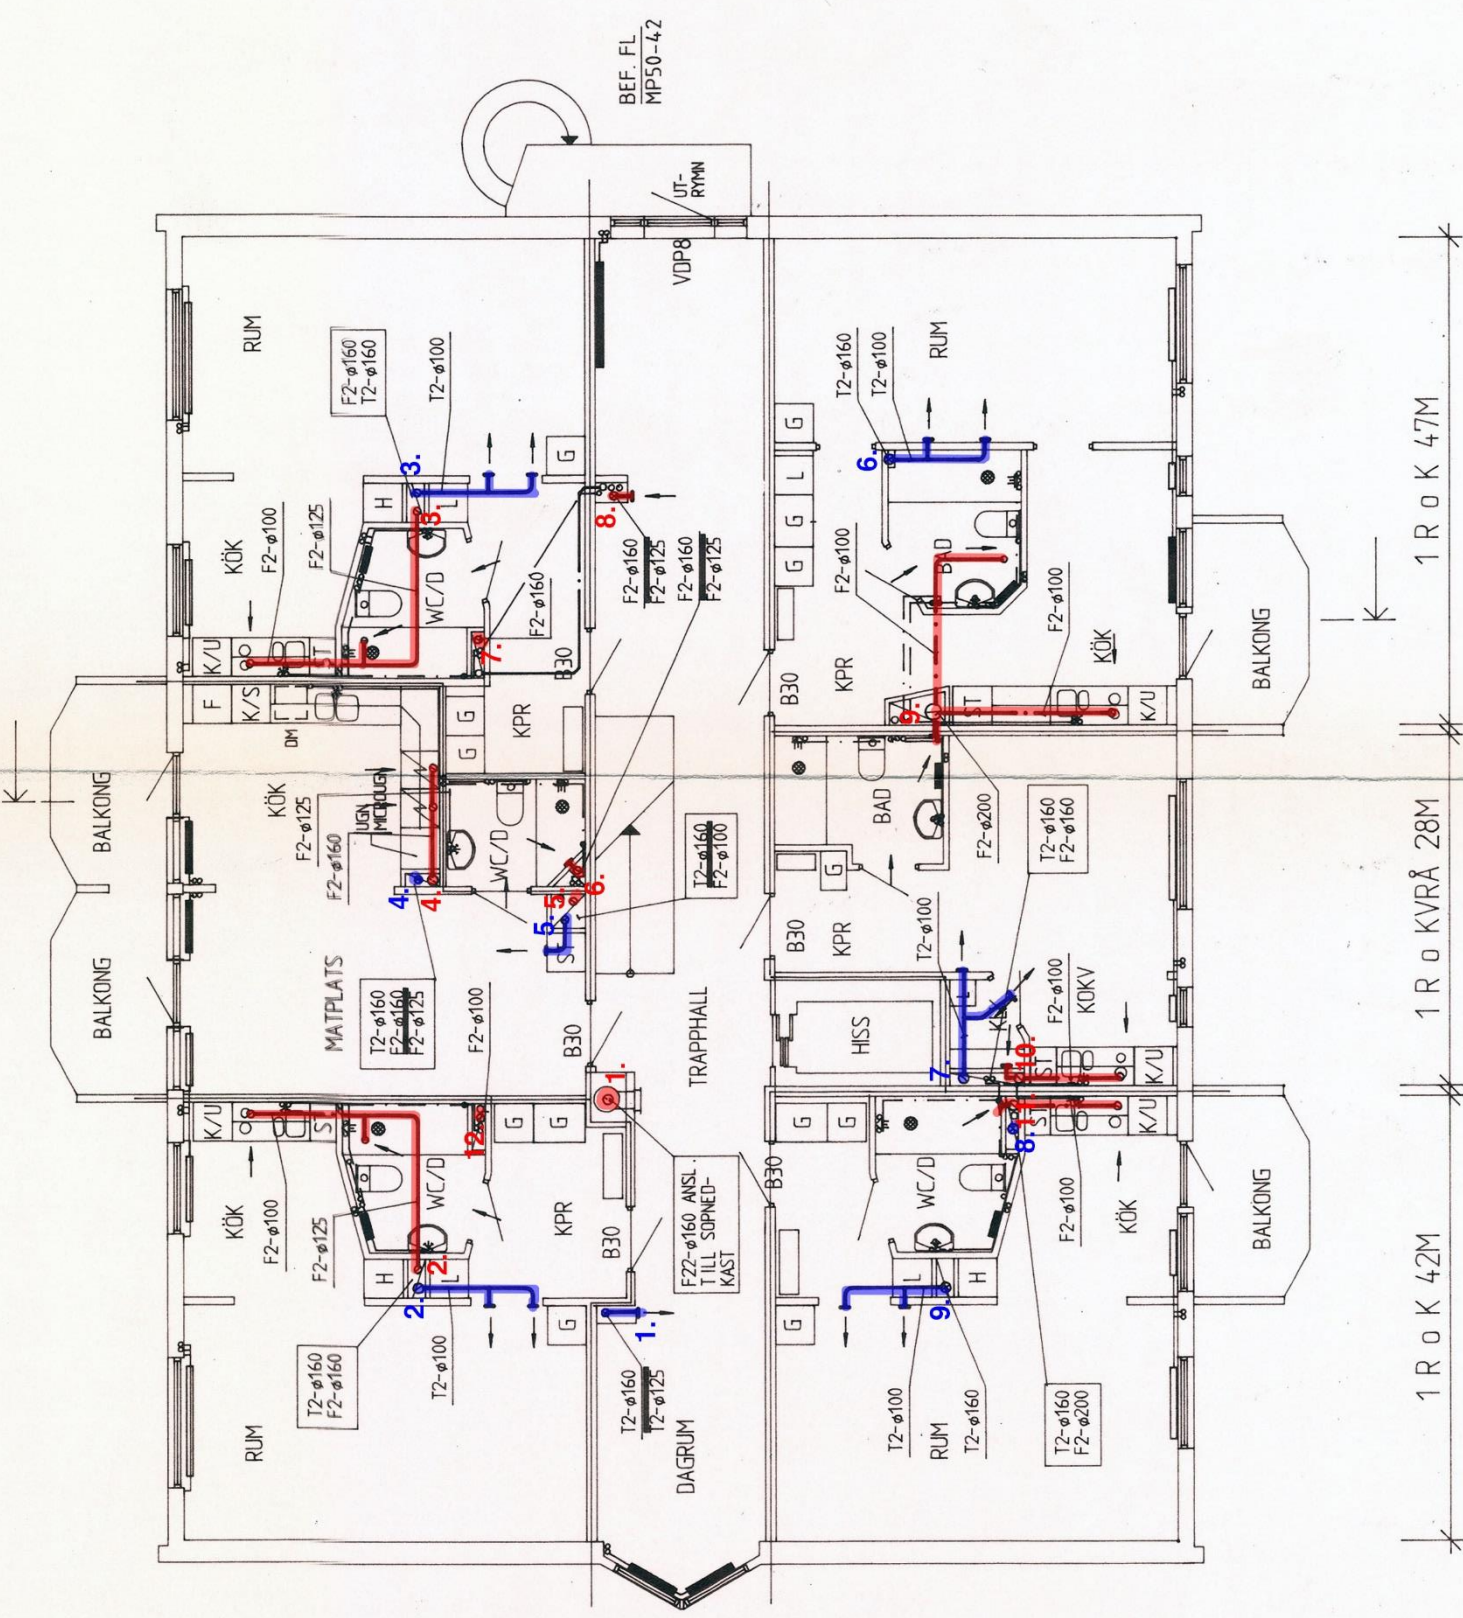 BEF. FL
MP50-42
UT-
RYMN
VDP8
RUM
F2-ø160
T2-ø160
T2-ø100
3.
3.
H
L
G
KÖK
F2-ø100
F2-ø125
WC/D
K/U
ST
7.
F2-ø160
B30
8.
F2-ø160
F2-ø125
F2-ø160
F2-ø125
BALKONG
F
K/S
DM
KÖK
F2-ø125
UGN
MICROUGN
F2-ø160
G
G
KPR
WC/D
4.
4.
5.
5.
6.
T2-ø160
F2-ø100
BALKONG
MATPLATS
T2-ø160
F2-ø160
F2-ø125
F2-ø100
B30
TRAPPHALL
1.
K/U
KÖK
F2-ø100
F2-ø125
WC/D
12.
G
G
KPR
B30
H
L
2.
2.
T2-ø160
F2-ø160
T2-ø100
G
RUM
1.
T2-ø160
T2-ø125
DAGRUM
F22-ø160 ANSL.
TILL SOPNED-
KAST
T2-ø160
T2-ø100
RUM
6.
G
L
G
G
F2-ø100
BAD
B30
KPR
9.
ST
F2-ø100
KÖK
K/U
BALKONG
1 R o K 47M
BAD
F2-ø200
T2-ø160
F2-ø160
G
B30
KPR
T2-ø100
HISS
L
KL
F2-ø100
KOKV
7.
10.
ST
K/U
1 R o KVRÅ 28M
G
G
B30
WC/D
8.
ST
K/U
F2-ø100
KÖK
BALKONG
L
H
9.
G
T2-ø100
RUM
T2-ø160
T2-ø160
F2-ø200
1 R o K 42M